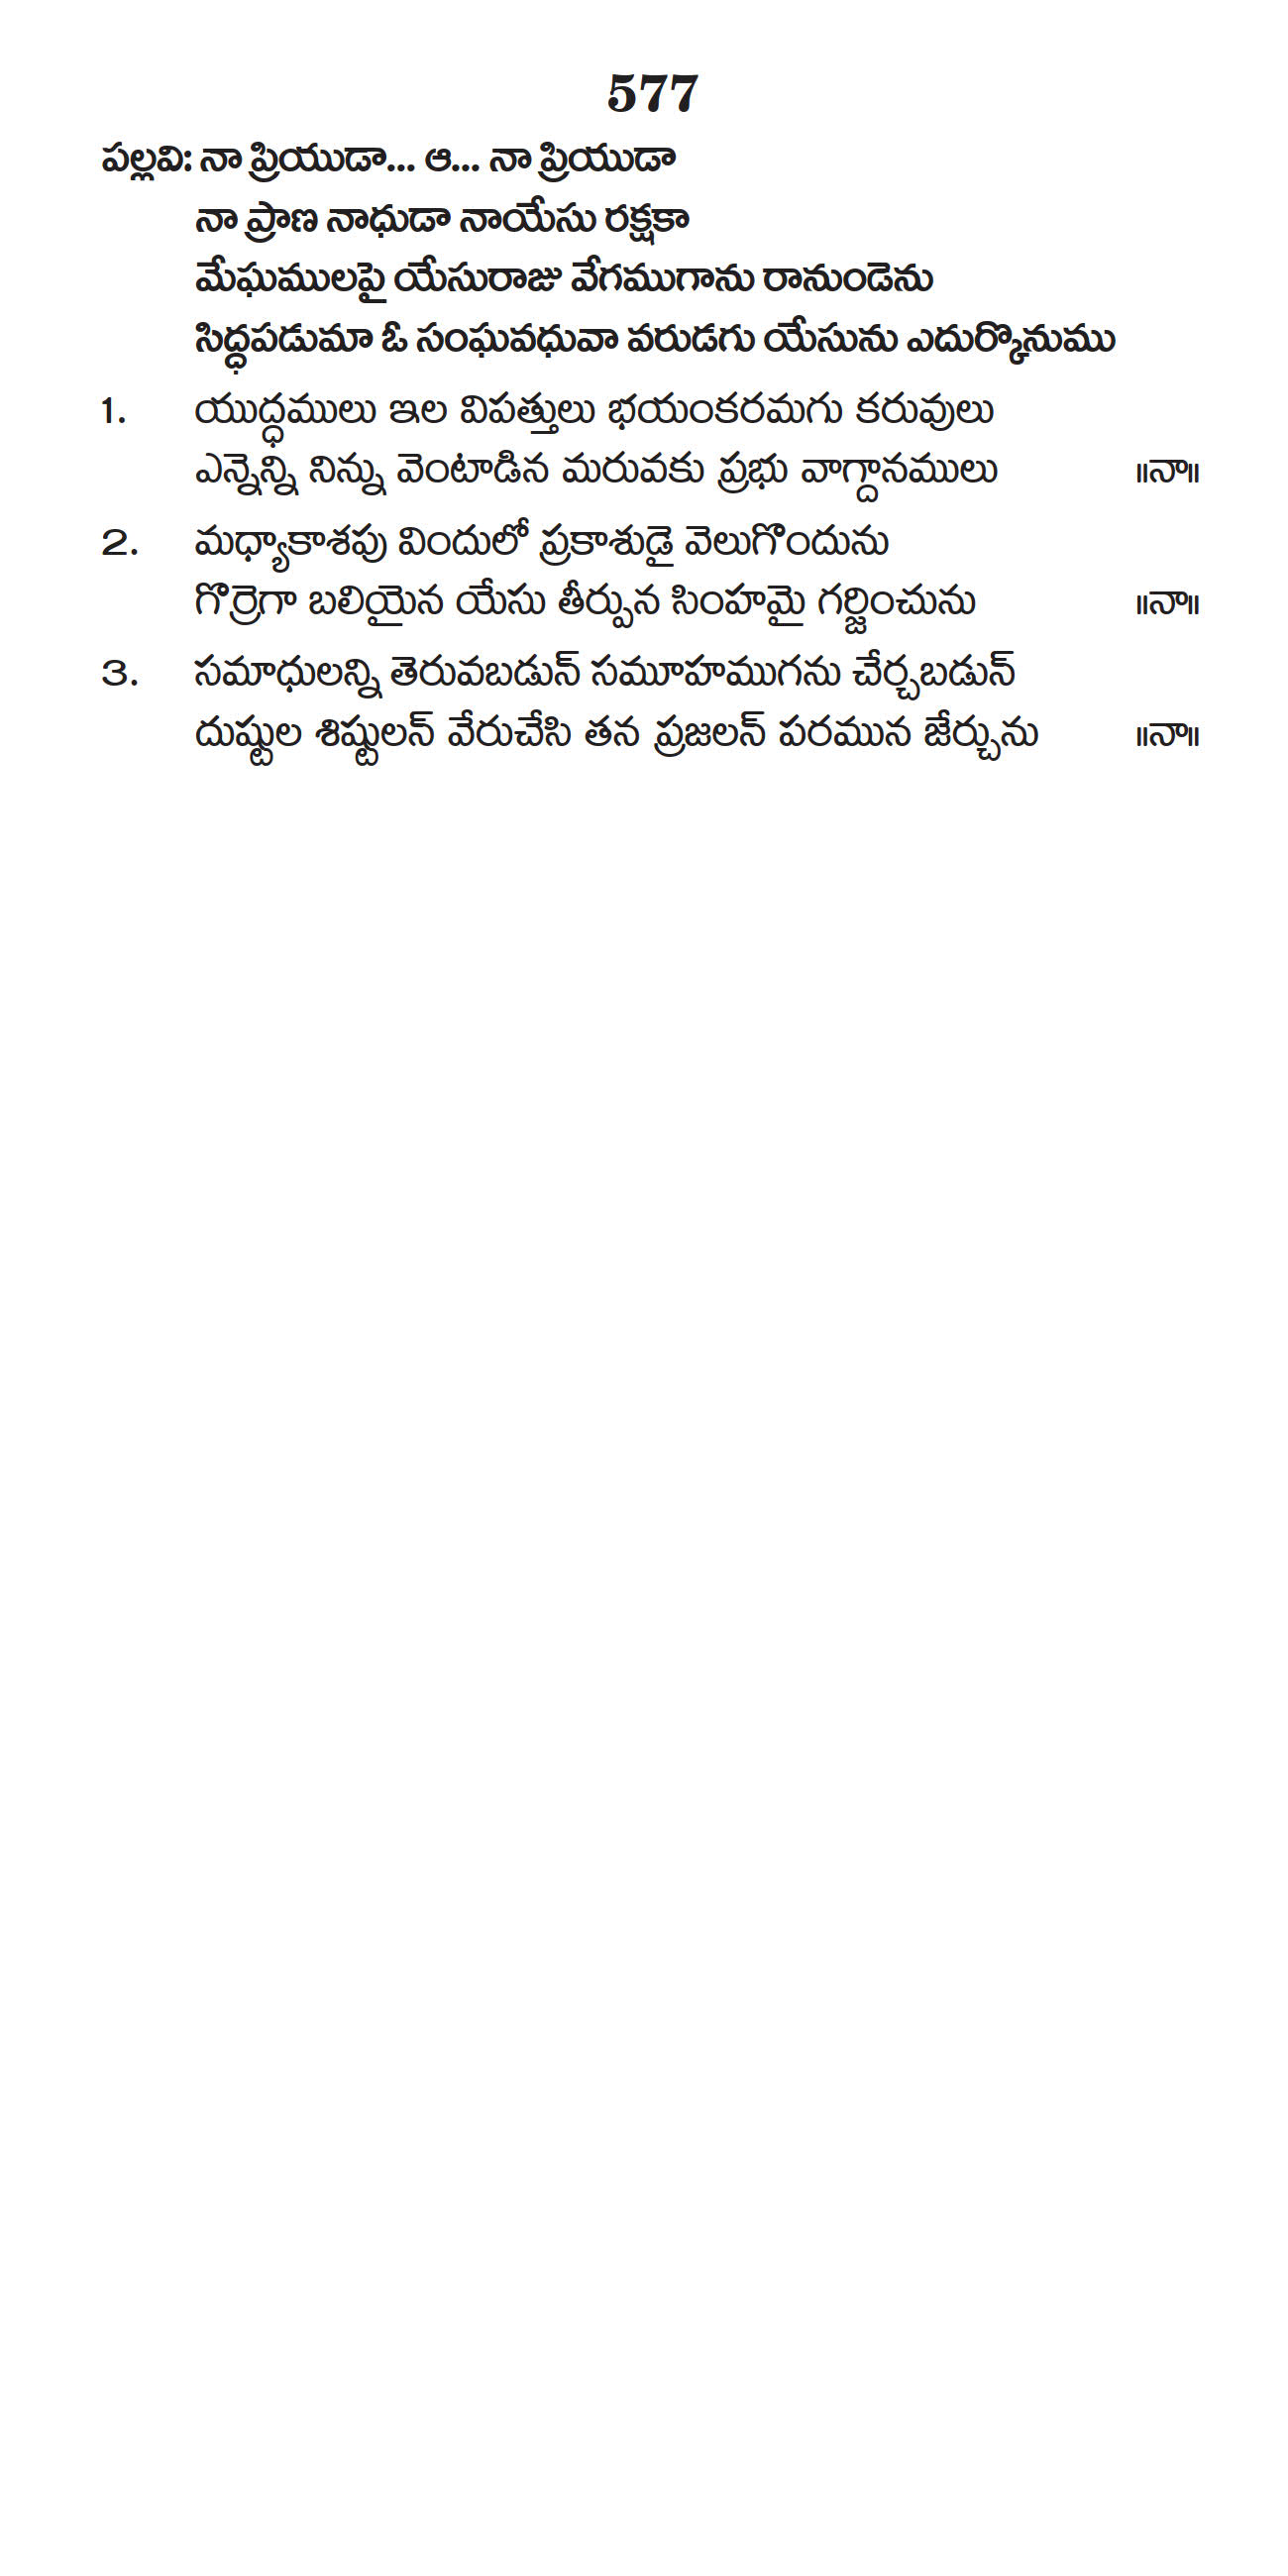 577
పల్లవి: నా ప్రియుడా... ఆ... నా ప్రియుడా
నా ప్రాణ నాధుడా నాయేసు రక్షకా
మేఘములపై యేసురాజు వేగముగాను రానుండెను
సిద్ధపడుమా ఓ సంఘవధువా వరుడగు యేసును ఎదుర్కొనుము
1. యుద్ధములు ఇల విపత్తులు భయంకరమగు కరువులు
ఎన్నెన్ని నిన్ను వెంటాడిన మరువకు ప్రభు వాగ్దానములు ॥నా॥
2. మధ్యాకాశపు విందులో ప్రకాశుడై వెలుగొందును
గొర్రెగా బలియైన యేసు తీర్పున సింహమై గర్జించును ॥నా॥
3. సమాధులన్ని తెరువబడున్ సమూహముగను చేర్చబడున్
దుష్టుల శిష్టులన్ వేరుచేసి తన ప్రజలన్ పరమున జేర్చును ॥నా॥